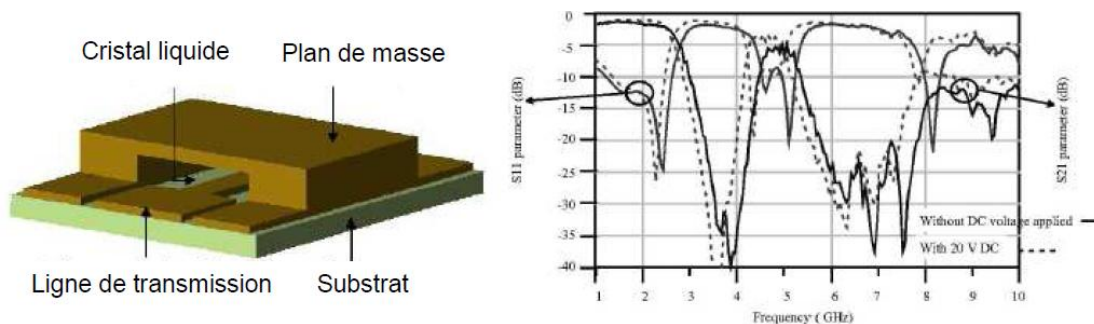 Cristal liquide
Plan de masse
Ligne de transmission
Substrat
S11 parameter (dB)
0
-5
-10
-15
-20
-25
-30
-35
-40
Without DC voltage applied
With 20 V DC
1 2 3 4 5 6 7 8 9 10
Frequency ( GHz)
S21 parameter (dB)